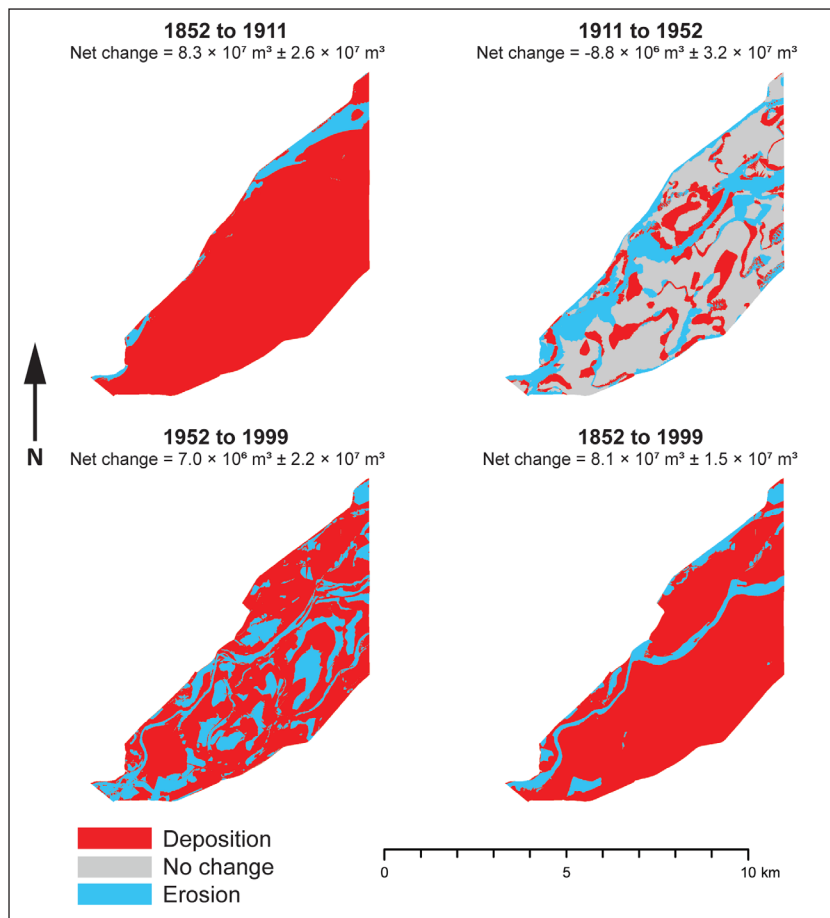 1852 to 1911
Net change = 8.3 × 10⁷ m³ ± 2.6 × 10⁷ m³
1911 to 1952
Net change = -8.8 × 10⁶ m³ ± 3.2 × 10⁷ m³
N
1952 to 1999
Net change = 7.0 × 10⁶ m³ ± 2.2 × 10⁷ m³
1852 to 1999
Net change = 8.1 × 10⁷ m³ ± 1.5 × 10⁷ m³
Deposition
No change
Erosion
0 5 10 km